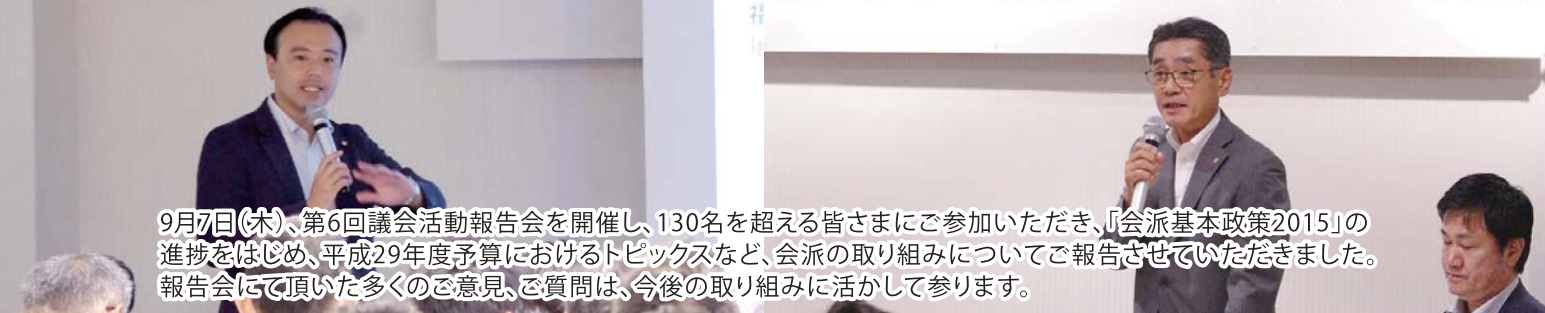 9月7日(木)、第6回議会活動報告会を開催し、130名を超える皆さまにご参加いただき、「会派基本政策2015」の
進捗をはじめ、平成29年度予算におけるトピックスなど、会派の取り組みについてご報告させていただきました。
報告会にて頂いた多くのご意見、ご質問は、今後の取り組みに活かして参ります。